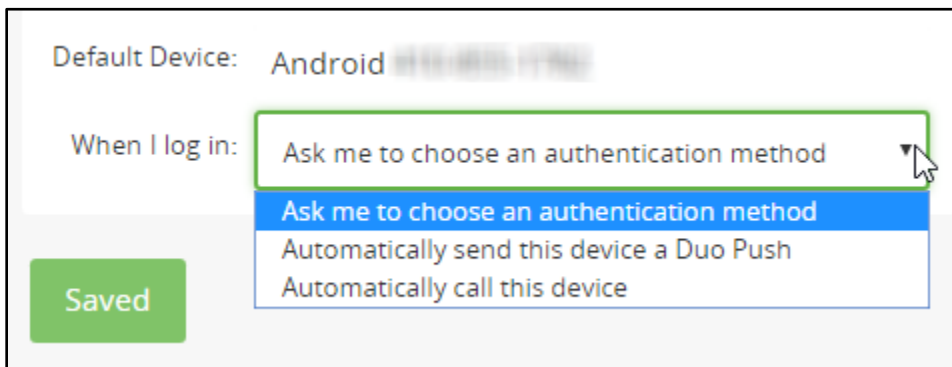 Default Device: Android
When I log in: Ask me to choose an authentication method
Ask me to choose an authentication method
Automatically send this device a Duo Push
Automatically call this device
Saved